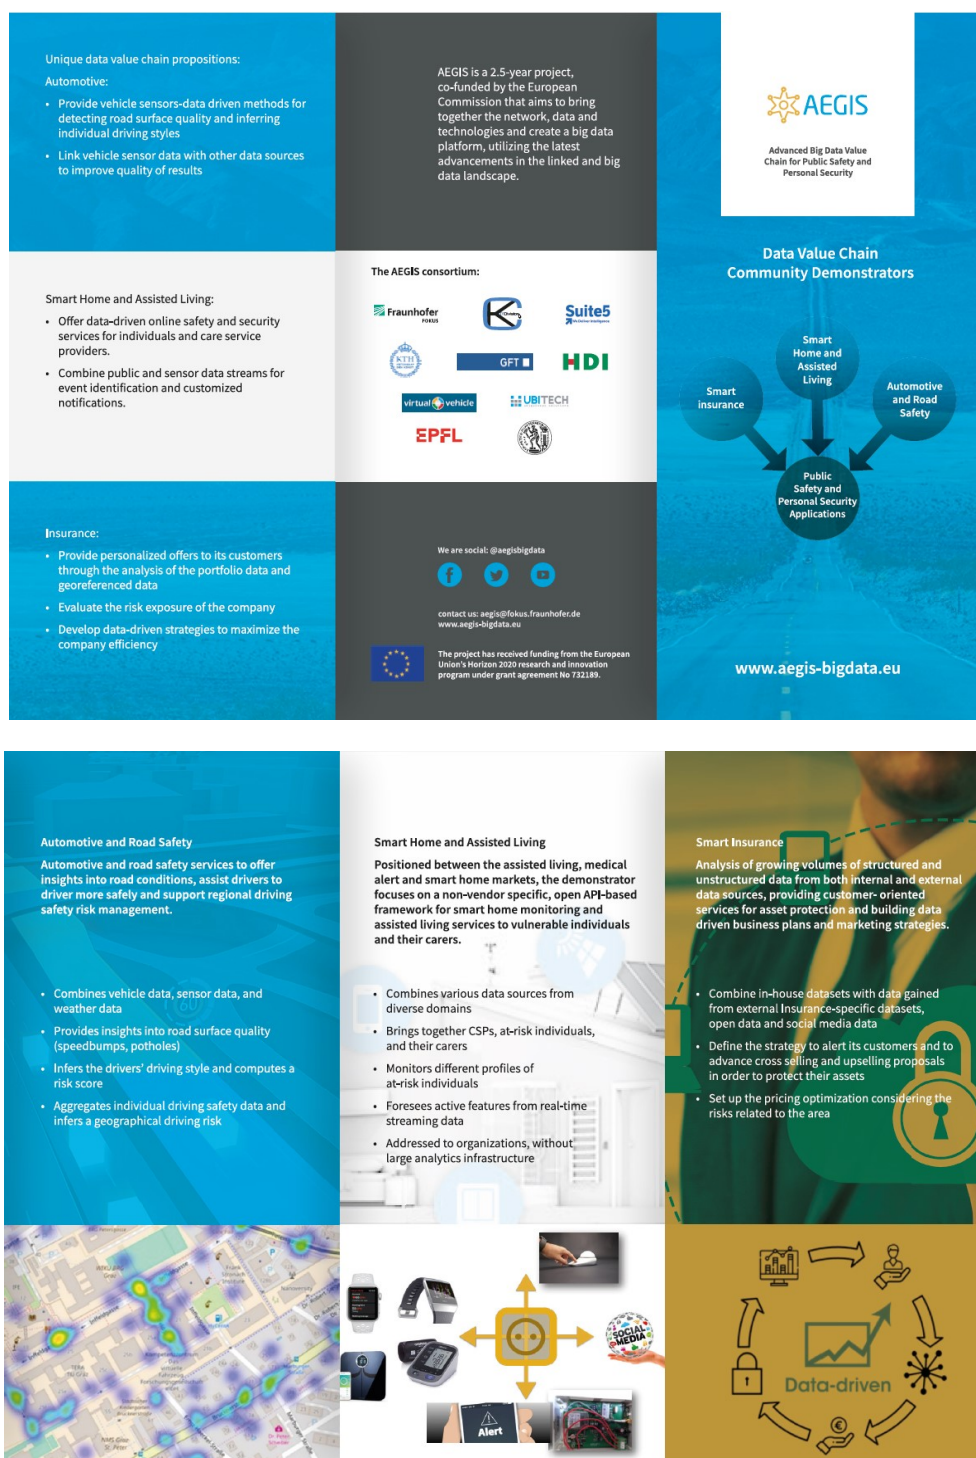 Unique data value chain propositions:
Automotive:
• Provide vehicle sensors-data driven methods for
detecting road surface quality and inferring
individual driving styles
• Link vehicle sensor data with other data sources
to improve quality of results
Smart Home and Assisted Living:
• Offer data-driven online safety and security
services for individuals and care service
providers.
• Combine public and sensor data streams for
event identification and customized
notifications.
Insurance:
• Provide personalized offers to its customers
through the analysis of the portfolio data and
georeferenced data
• Evaluate the risk exposure of the company
• Develop data-driven strategies to maximize the
company efficiency
AEGIS is a 2.5-year project,
co-funded by the European
Commission that aims to bring
together the network, data and
technologies and create a big data
platform, utilizing the latest
advancements in the linked and big
data landscape.
The AEGIS consortium:
Fraunhofer
FOKUS
Suite5
KTH
GFT
HDI
virtual vehicle
UBITECH
EPFL
We are social: @aegisbigdata
contact us: aegis@fokus.fraunhofer.de
www.aegis-bigdata.eu
The project has received funding from the European
Union's Horizon 2020 research and innovation
program under grant agreement No 732189.
AEGIS
Advanced Big Data Value
Chain for Public Safety and
Personal Security
Data Value Chain
Community Demonstrators
Smart
Home and
Assisted
Living
Smart
insurance
Automotive
and Road
Safety
Public
Safety and
Personal Security
Applications
www.aegis-bigdata.eu
Automotive and Road Safety
Automotive and road safety services to offer
insights into road conditions, assist drivers to
driver more safely and support regional driving
safety risk management.
• Combines vehicle data, sensor data, and
weather data
• Provides insights into road surface quality
(speedbumps, potholes)
• Infers the drivers' driving style and computes a
risk score
• Aggregates individual driving safety data and
infers a geographical driving risk
Smart Home and Assisted Living
Positioned between the assisted living, medical
alert and smart home markets, the demonstrator
focuses on a non-vendor specific, open API-based
framework for smart home monitoring and
assisted living services to vulnerable individuals
and their carers.
• Combines various data sources from
diverse domains
• Brings together CSPs, at-risk individuals,
and their carers
• Monitors different profiles of
at-risk individuals
• Foresees active features from real-time
streaming data
• Addressed to organizations, without
large analytics infrastructure
SOCIAL
MEDIA
Alert
Smart Insurance
Analysis of growing volumes of structured and
unstructured data from both internal and external
data sources, providing customer- oriented
services for asset protection and building data
driven business plans and marketing strategies.
• Combine in-house datasets with data gained
from external Insurance-specific datasets,
open data and social media data
• Define the strategy to alert its customers and to
advance cross selling and upselling proposals
in order to protect their assets
• Set up the pricing optimization considering the
risks related to the area
Data-driven